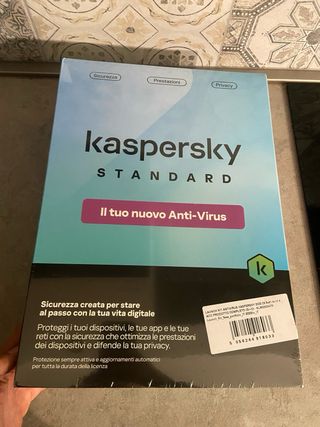 Sicurezza
Prestazioni
Privacy
kaspersky
STANDARD
Il tuo nuovo Anti-Virus
k
Sicurezza creata per stare
al passo con la tua vita digitale
Proteggi i tuoi dispositivi, le tue app e le tue
reti con la sicurezza che ottimizza le prestazioni
dei dispositivi e difende la tua privacy.
Protezione sempre attiva e aggiornamenti automatici
per tutta la durata della licenza